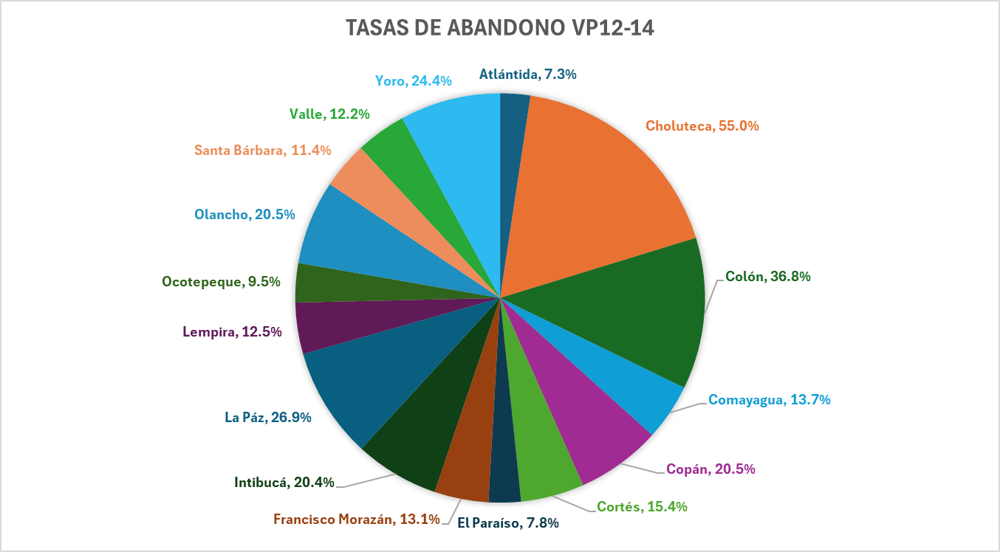 TASAS DE ABANDONO VP12-14
Atlántida, 7.3%
Choluteca, 55.0%
Colón, 36.8%
Comayagua, 13.7%
Copán, 20.5%
Cortés, 15.4%
El Paraíso, 7.8%
Francisco Morazán, 13.1%
Intibucá, 20.4%
La Páz, 26.9%
Lempira, 12.5%
Ocotepeque, 9.5%
Olancho, 20.5%
Santa Bárbara, 11.4%
Valle, 12.2%
Yoro, 24.4%